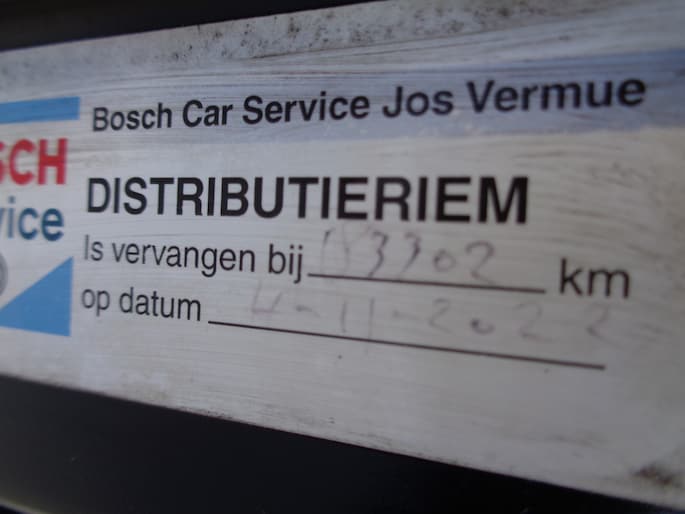 Bosch Car Service Jos Vermue
SCH
vice
DISTRIBUTIERIEM
Is vervangen bij km
op datum 4-11-2022